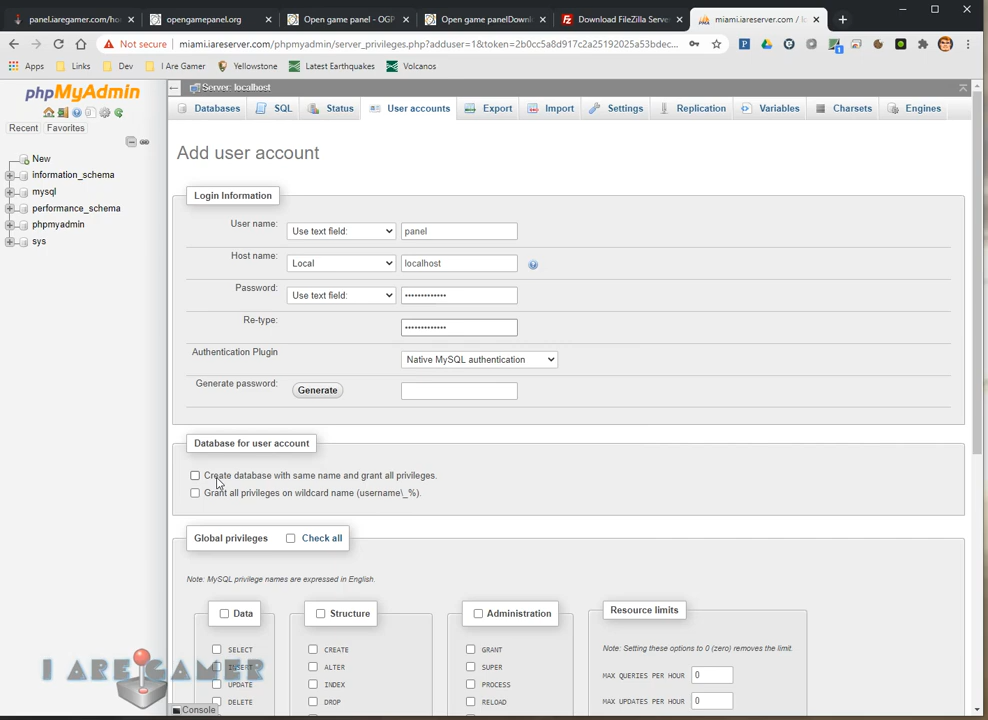 panel.iaregamer.com/ho
opengamepanel.org
Open game panel - OGP
Open game panelDownl
Download FileZilla Serve
miami.iareserver.com / lo
Not secure
miami.iareserver.com/phpmyadmin/server_privileges.php?adduser=1&token=2b0cc5a8d917c2a25192025a53bdec...
Apps
Links
Dev
I Are Gamer
Yellowstone
Latest Earthquakes
Volcanos
phpMyAdmin
Recent
Favorites
New
information_schema
mysql
performance_schema
phpmyadmin
sys
Server: localhost
Databases
SQL
Status
User accounts
Export
Import
Settings
Replication
Variables
Charsets
Engines
Add user account
Login Information
User name:
Use text field:
panel
Host name:
Local
localhost
Password:
Use text field:
Re-type:
Authentication Plugin
Native MySQL authentication
Generate password:
Generate
Database for user account
Create database with same name and grant all privileges.
Grant all privileges on wildcard name (username\_%).
Global privileges
Check all
Note: MySQL privilege names are expressed in English.
Data
SELECT
INSERT
UPDATE
DELETE
Structure
CREATE
ALTER
INDEX
DROP
Administration
GRANT
SUPER
PROCESS
RELOAD
Resource limits
Note: Setting these options to 0 (zero) removes the limit.
MAX QUERIES PER HOUR
0
MAX UPDATES PER HOUR
0
I ARE GAMER
Console